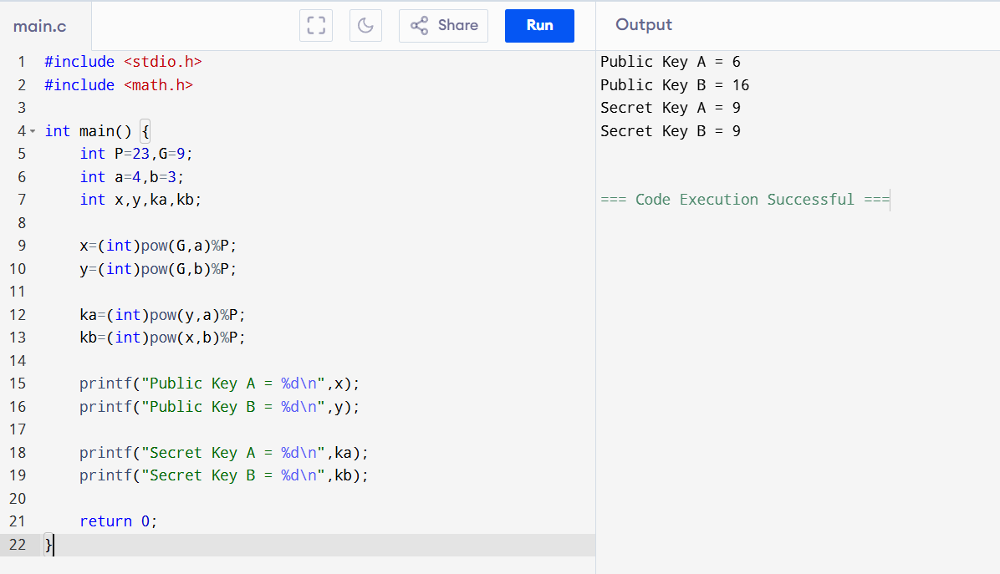 main.c
Share
Run
Output
1 #include <stdio.h>
2 #include <math.h>
3
4 int main() {
5     int P=23,G=9;
6     int a=4,b=3;
7     int x,y,ka,kb;
8
9     x=(int)pow(G,a)%P;
10     y=(int)pow(G,b)%P;
11
12     ka=(int)pow(y,a)%P;
13     kb=(int)pow(x,b)%P;
14
15     printf("Public Key A = %d\n",x);
16     printf("Public Key B = %d\n",y);
17
18     printf("Secret Key A = %d\n",ka);
19     printf("Secret Key B = %d\n",kb);
20
21     return 0;
22 }
Public Key A = 6
Public Key B = 16
Secret Key A = 9
Secret Key B = 9
=== Code Execution Successful ===